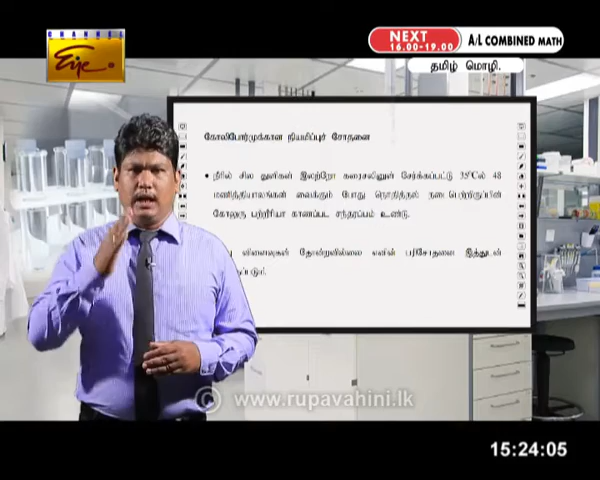 CHANNEL
Eye
NEXT
16.00-19.00
A/L COMBINED MATH
தமிழ் மொழி.
கோலிபோர்முக்கான நியமிப்புச் சோதனை
• நீரில் சில துளிகள் இலற்றோ கரைசலினுள் சேர்க்கப்பட்டு 35°C யில் 48
மணித்தியாலங்கள் வைக்கும் போது நொதித்தல் நடைபெற்றிருப்பின்
கோலுரு பற்றீரியா காணப்பட சந்தர்ப்பம் உண்டு.
விளைவுகள் தோன்றவில்லை எனின் பரிசோதனை இத்துடன்
© www.rupavahini.lk
15:24:05